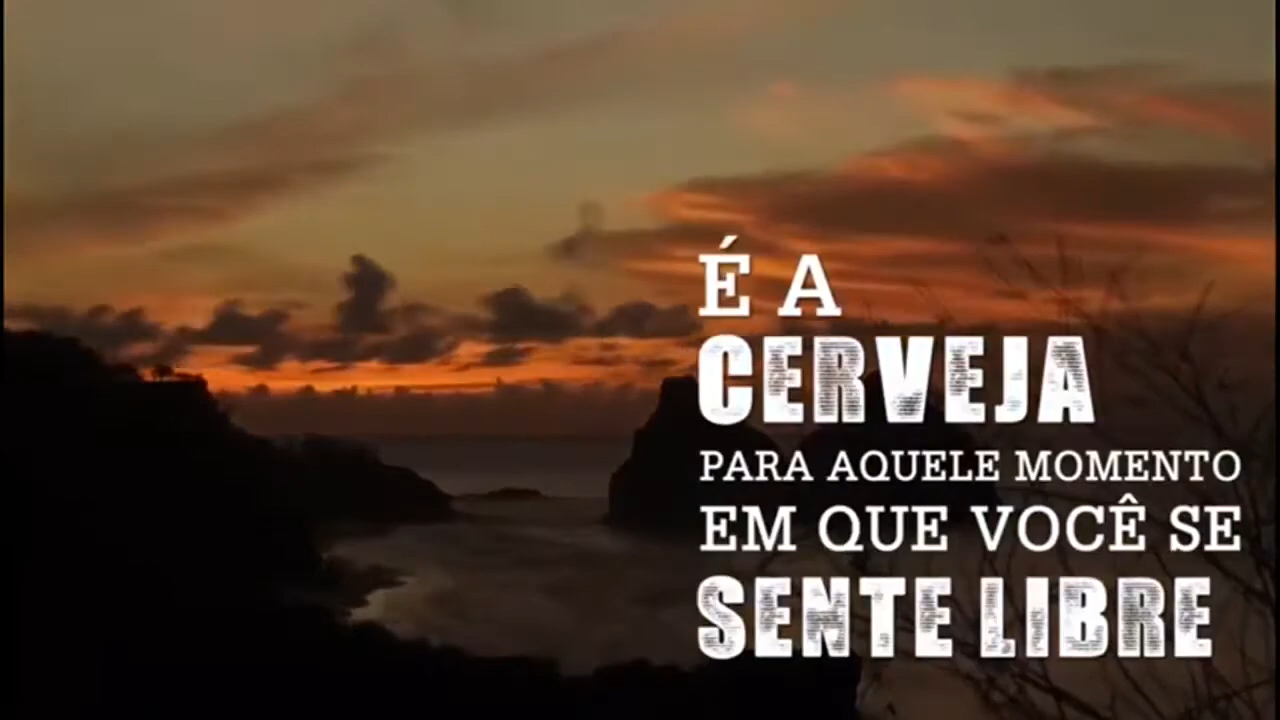 É A
CERVEJA
PARA AQUELE MOMENTO
EM QUE VOCÊ SE
SENTE LIBRE